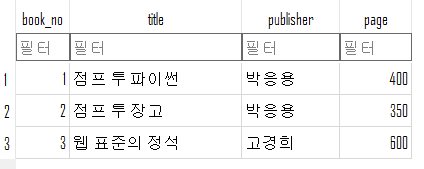 book_no title publisher page
필터 필터 필터 필터
1 1 점프 투 파이썬 박응용 400
2 2 점프 투 장고 박응용 350
3 3 웹 표준의 정석 고경희 600